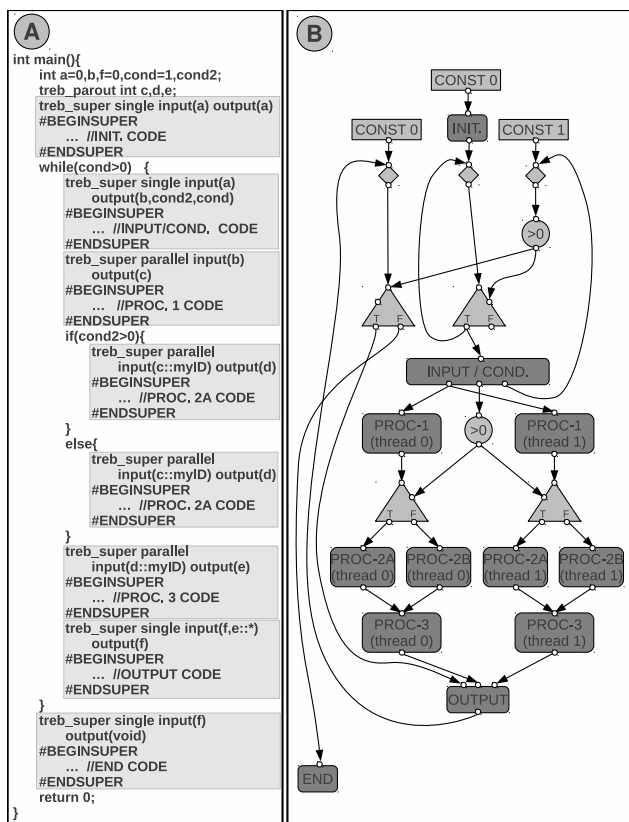 A
int main(){
int a=0,b,f=0,cond=1,cond2;
treb_parout int c,d,e;
treb_super single input(a) output(a)
#BEGINSUPER
... //INIT. CODE
#ENDSUPER
while(cond>0) {
treb_super single input(a)
output(b,cond2,cond)
#BEGINSUPER
... //INPUT/COND. CODE
#ENDSUPER
treb_super parallel input(b)
output(c)
#BEGINSUPER
... //PROC. 1 CODE
#ENDSUPER
if(cond2>0){
treb_super parallel
input(c::myID) output(d)
#BEGINSUPER
... //PROC. 2A CODE
#ENDSUPER
}
else{
treb_super parallel
input(c::myID) output(d)
#BEGINSUPER
... //PROC. 2A CODE
#ENDSUPER
}
treb_super parallel
input(d::myID) output(e)
#BEGINSUPER
... //PROC. 3 CODE
#ENDSUPER
treb_super single input(f,e::*)
output(f)
#BEGINSUPER
... //OUTPUT CODE
#ENDSUPER
}
treb_super single input(f)
output(void)
#BEGINSUPER
... //END CODE
#ENDSUPER
return 0;
}
B
CONST 0
CONST 0
INIT.
CONST 1
>0
T F
T F
INPUT / COND.
PROC-1
(thread 0)
>0
PROC-1
(thread 1)
T F
T F
PROC-2A
(thread 0)
PROC-2B
(thread 0)
PROC-2A
(thread 1)
PROC-2B
(thread 1)
PROC-3
(thread 0)
PROC-3
(thread 1)
OUTPUT
END